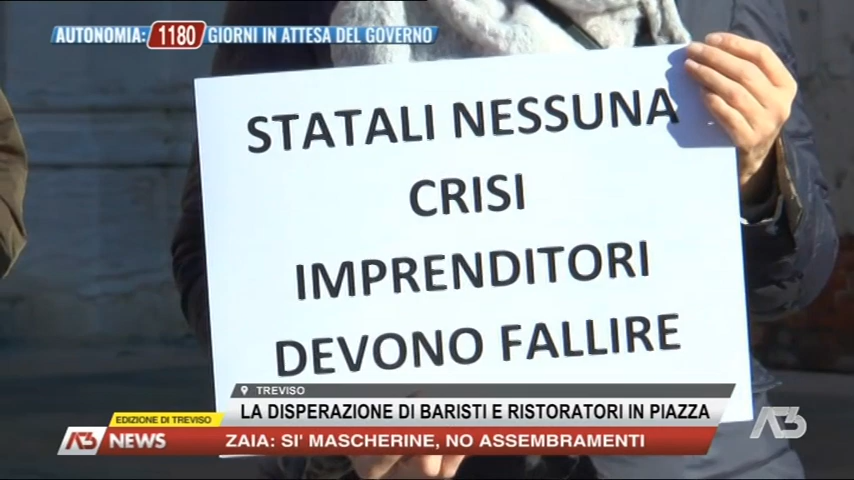 AUTONOMIA: 1180 GIORNI IN ATTESA DEL GOVERNO
STATALI NESSUNA
CRISI
IMPRENDITORI
DEVONO FALLIRE
TREVISO
LA DISPERAZIONE DI BARISTI E RISTORATORI IN PIAZZA
EDIZIONE DI TREVISO
A3 NEWS
ZAIA: SI' MASCHERINE, NO ASSEMBRAMENTI
A3